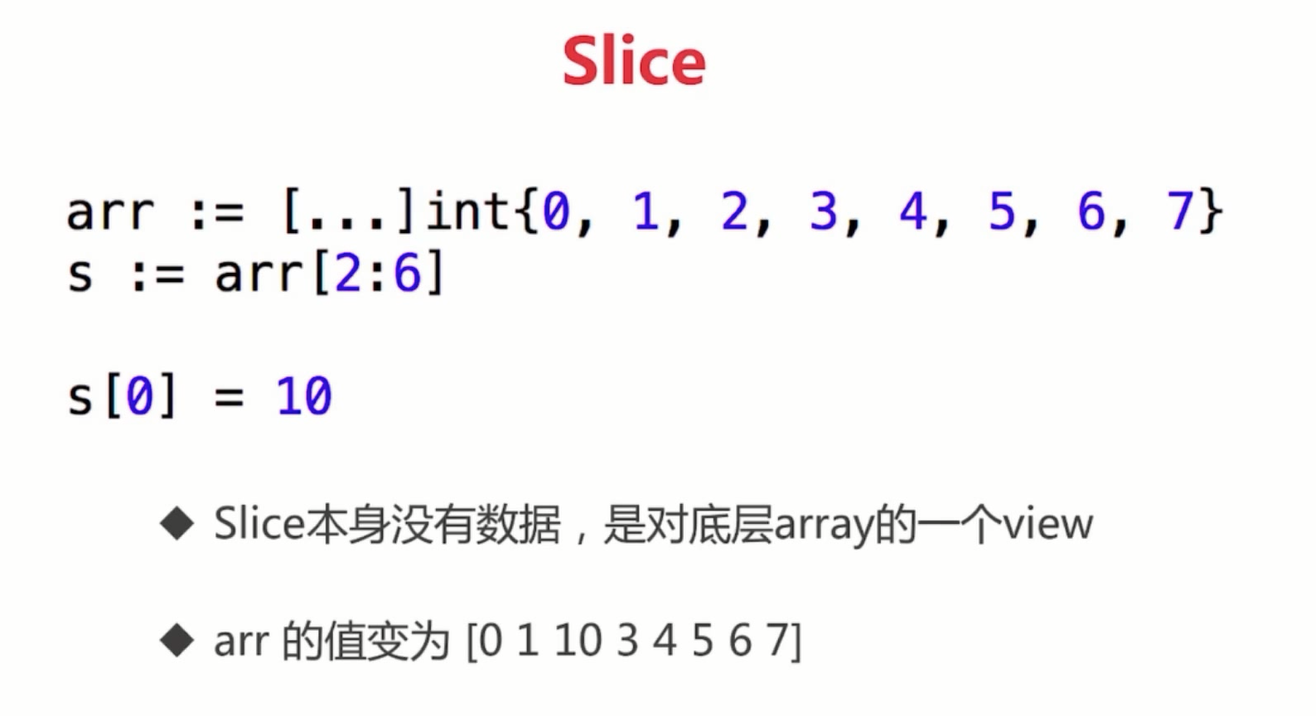 Slice
arr := [...]int{0, 1, 2, 3, 4, 5, 6, 7}
s := arr[2:6]
s[0] = 10
◆ Slice本身没有数据，是对底层array的一个view
◆ arr 的值变为 [0 1 10 3 4 5 6 7]